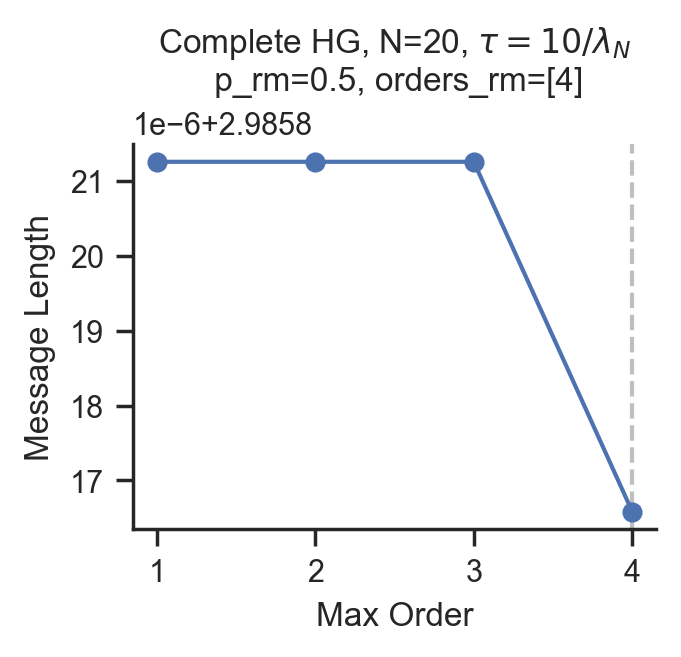 Complete HG, N=20, τ = 10/λ_N
p_rm=0.5, orders_rm=[4]
1e−6+2.9858
21
20
19
18
17
Message Length
1 2 3 4
Max Order